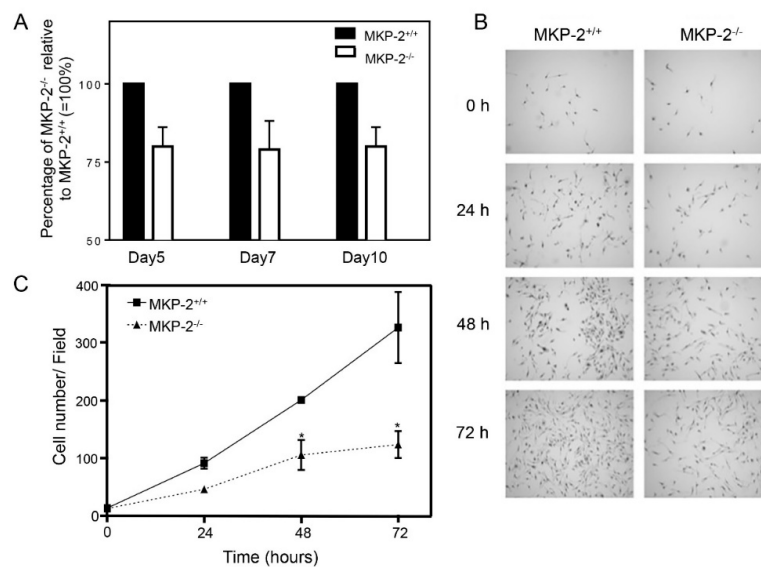 A
MKP-2+/+
MKP-2-/-
Percentage of MKP-2-/- relative
to MKP-2+/+ (=100%)
100
75
50
Day5 Day7 Day10
B
MKP-2+/+ MKP-2-/-
0 h
24 h
48 h
72 h
C
MKP-2+/+
MKP-2-/-
Cell number/ Field
400
300
200
100
0
* *
0 24 48 72
Time (hours)